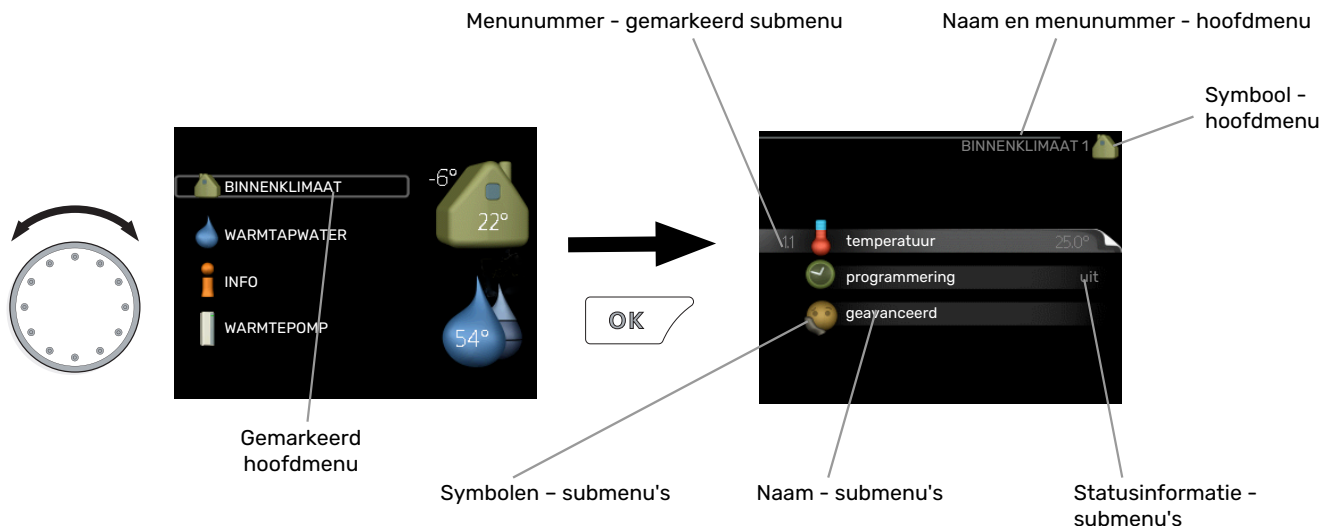 Menunummer - gemarkeerd submenu
Naam en menunummer - hoofdmenu
Symbool -
hoofdmenu
BINNENKLIMAAT
-6°
22°
WARMTAPWATER
INFO
WARMTEPOMP
54°
OK
BINNENKLIMAAT 1
1.1
temperatuur
25.0°
programmering
uit
geavanceerd
Gemarkeerd
hoofdmenu
Symbolen – submenu's
Naam - submenu's
Statusinformatie -
submenu's